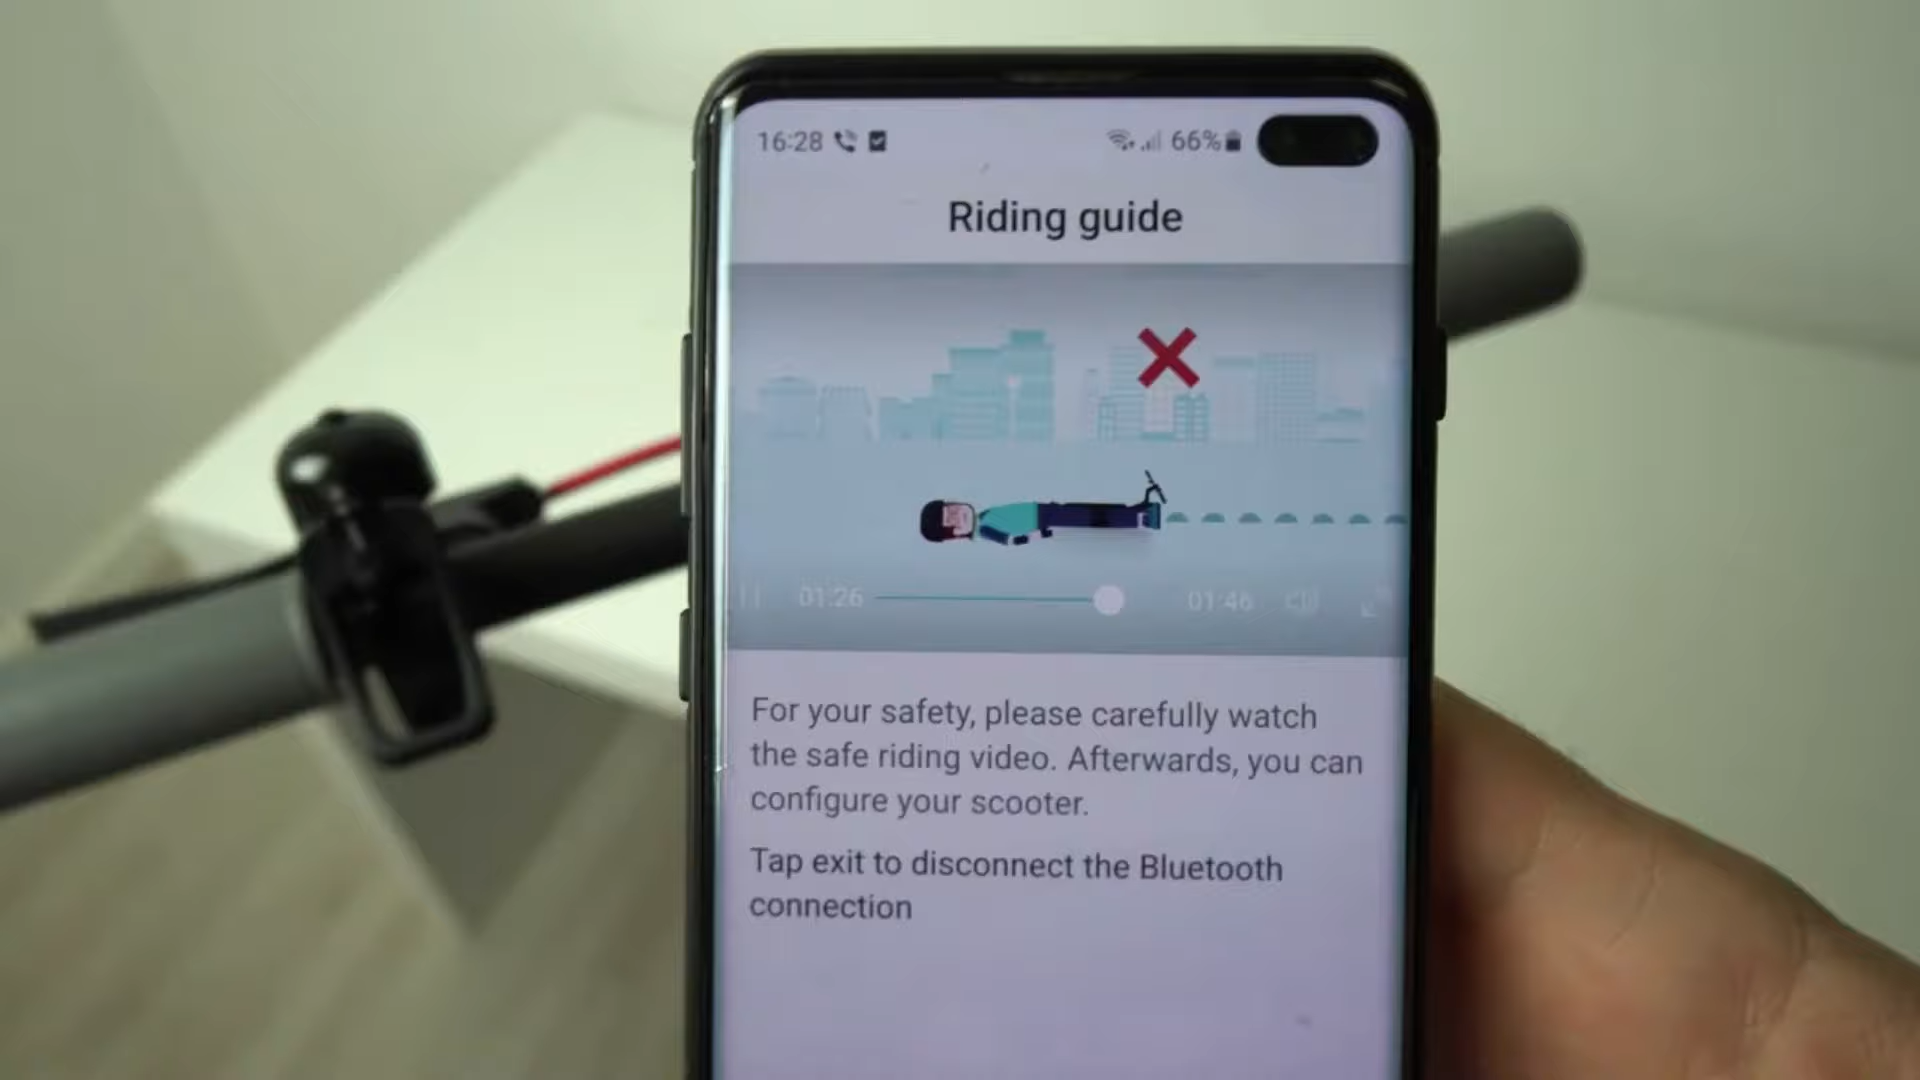 16:28 66%
Riding guide
01:26 01:46
For your safety, please carefully watch
the safe riding video. Afterwards, you can
configure your scooter.
Tap exit to disconnect the Bluetooth
connection